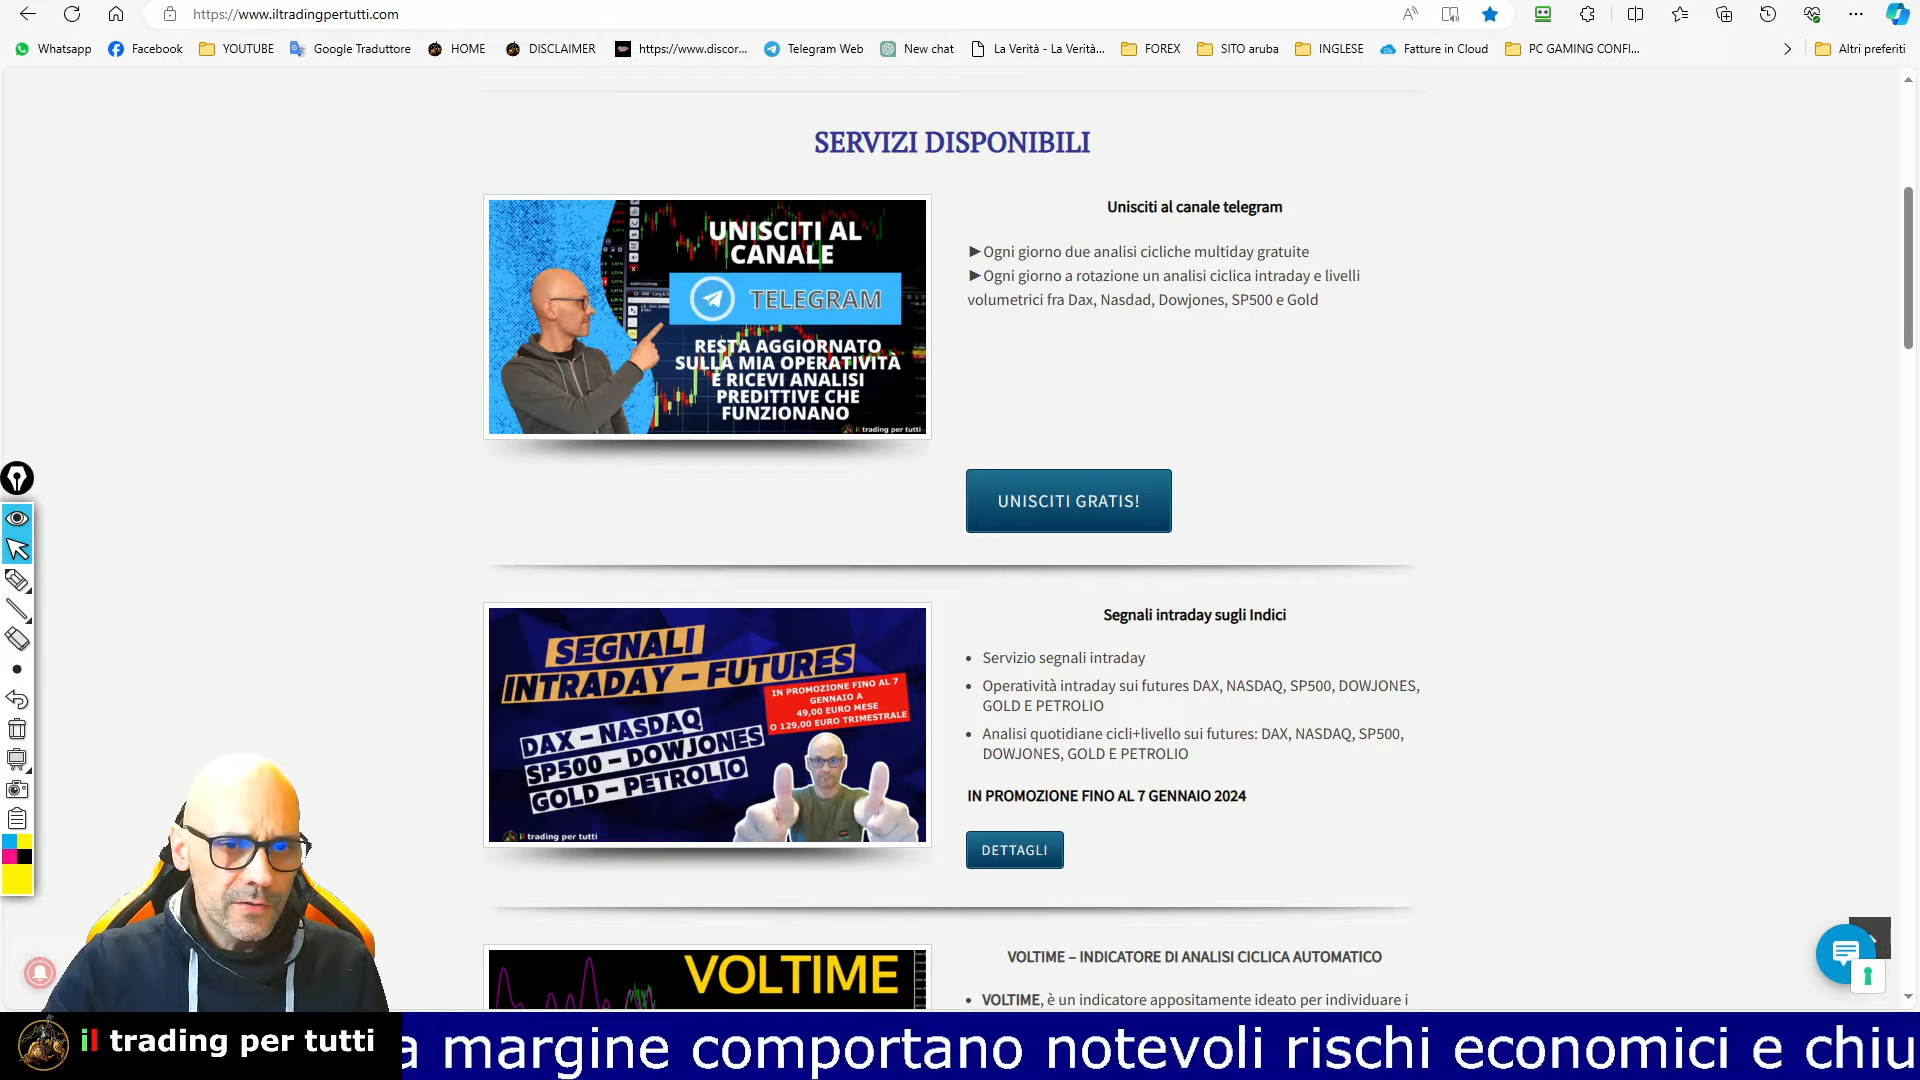 https://www.iltradingpertutti.com
Whatsapp
Facebook
YOUTUBE
Google Traduttore
HOME
DISCLAIMER
https://www.discor...
Telegram Web
New chat
La Verità - La Verità...
FOREX
SITO aruba
INGLESE
Fatture in Cloud
PC GAMING CONFI...
Altri preferiti
SERVIZI DISPONIBILI
UNISCITI AL
CANALE
TELEGRAM
RESTA AGGIORNATO
SULLA MIA OPERATIVITÀ
E RICEVI ANALISI
PREDITTIVE CHE
FUNZIONANO
il trading per tutti
Unisciti al canale telegram
►Ogni giorno due analisi cicliche multiday gratuite
►Ogni giorno a rotazione un analisi ciclica intraday e livelli
volumetrici fra Dax, Nasdad, Dowjones, SP500 e Gold
UNISCITI GRATIS!
SEGNALI
INTRADAY – FUTURES
IN PROMOZIONE FINO AL 7
GENNAIO A
49,00 EURO MESE
O 129,00 EURO TRIMESTRALE
DAX – NASDAQ
SP500 – DOWJONES
GOLD – PETROLIO
il trading per tutti
Segnali intraday sugli Indici
• Servizio segnali intraday
• Operatività intraday sui futures DAX, NASDAQ, SP500, DOWJONES,
GOLD E PETROLIO
• Analisi quotidiane cicli+livello sui futures: DAX, NASDAQ, SP500,
DOWJONES, GOLD E PETROLIO
IN PROMOZIONE FINO AL 7 GENNAIO 2024
DETTAGLI
VOLTIME
VOLTIME – INDICATORE DI ANALISI CICLICA AUTOMATICO
• VOLTIME, è un indicatore appositamente ideato per individuare i
il trading per tutti
a margine comportano notevoli rischi economici e chiu